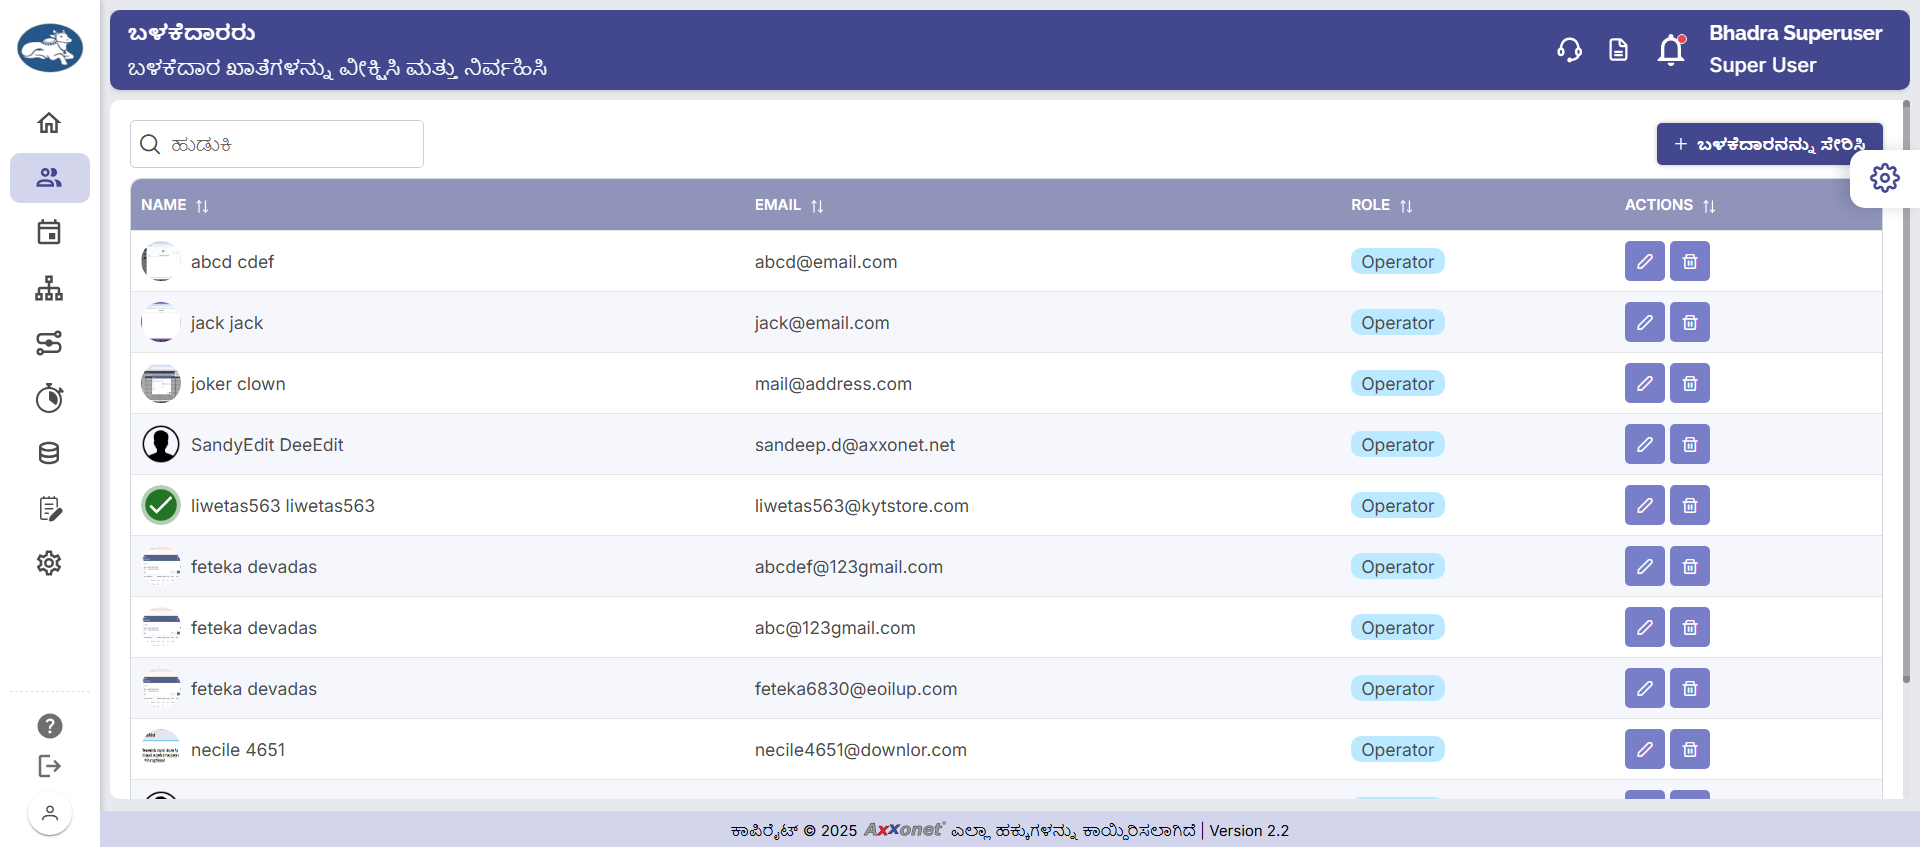 ಬಳಕೆದಾರರು
ಬಳಕೆದಾರ ಖಾತೆಗಳನ್ನು ವೀಕ್ಷಿಸಿ ಮತ್ತು ನಿರ್ವಹಿಸಿ
Bhadra Superuser
Super User
ಹುಡುಕಿ
+ ಬಳಕೆದಾರನನ್ನು ಸೇರಿಸಿ
NAME EMAIL ROLE ACTIONS
abcd cdef abcd@email.com Operator
jack jack jack@email.com Operator
joker clown mail@address.com Operator
SandyEdit DeeEdit sandeep.d@axxonet.net Operator
liwetas563 liwetas563 liwetas563@kytstore.com Operator
feteka devadas abcdef@123gmail.com Operator
feteka devadas abc@123gmail.com Operator
feteka devadas feteka6830@eoilup.com Operator
necile 4651 necile4651@downlor.com Operator
ಕಾಪಿರೈಟ್ © 2025 Axxonet ಎಲ್ಲಾ ಹಕ್ಕುಗಳನ್ನು ಕಾಯ್ದಿರಿಸಲಾಗಿದೆ | Version 2.2